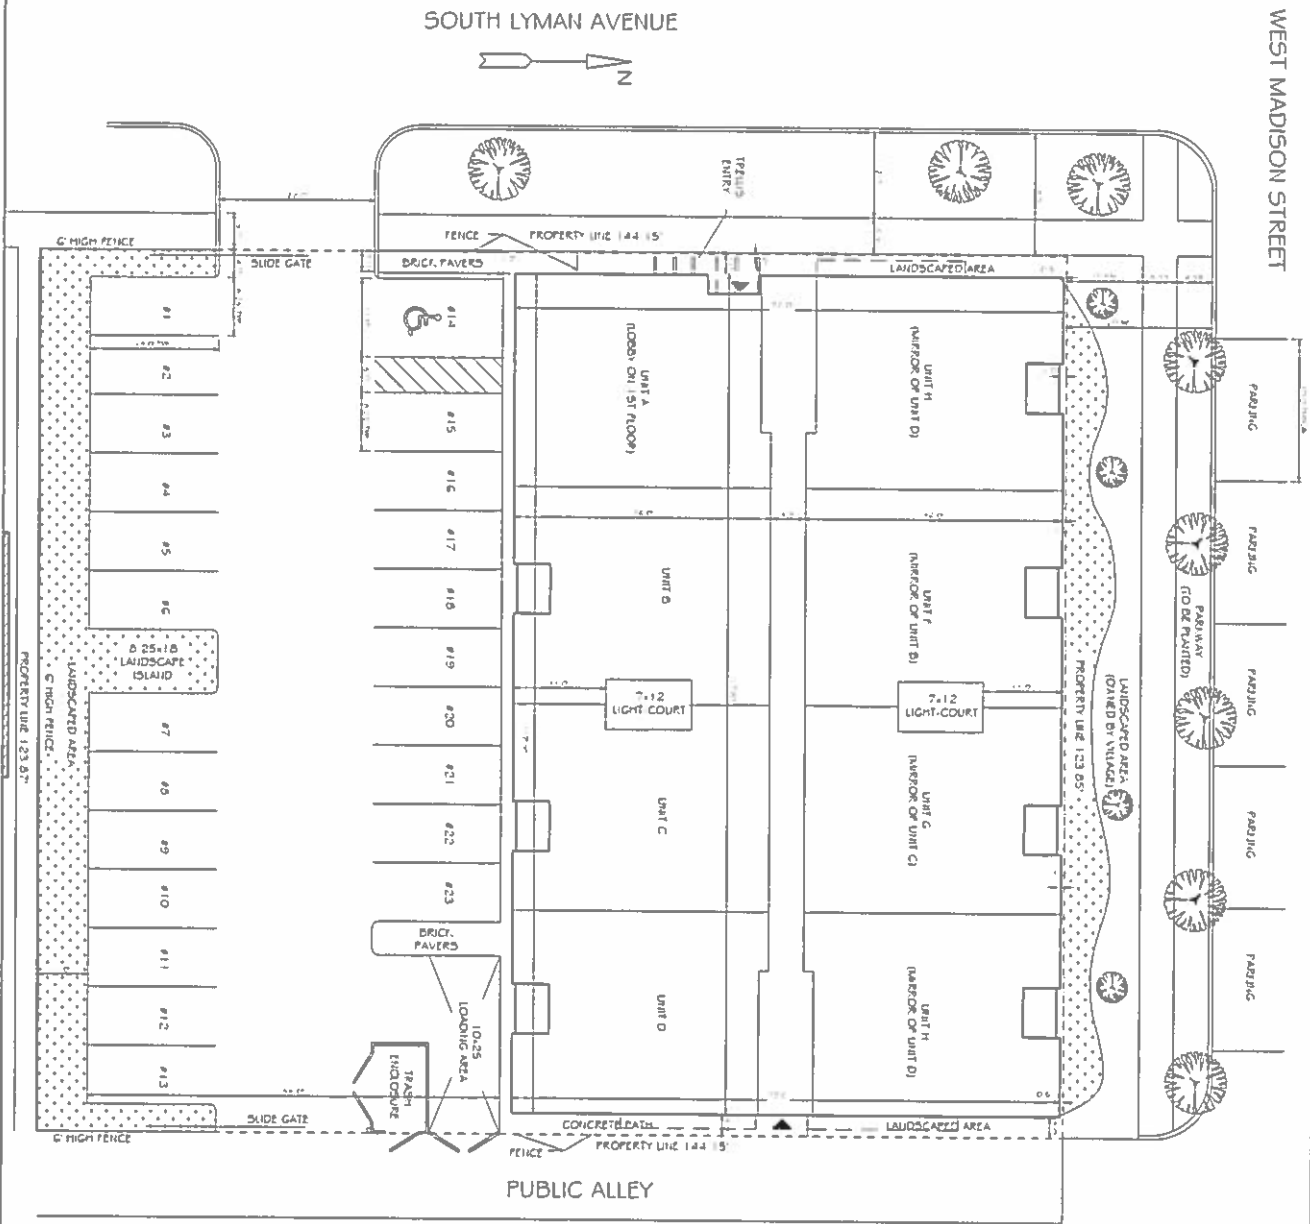 SOUTH LYMAN AVENUE
N
WEST MADISON STREET
TRELLIS
ENTRY
6' HIGH FENCE
SLIDE GATE
FENCE
PROPERTY LINE 144.15'
BRICK PAVERS
LANDSCAPED AREA
#1
#2
#3
#4
#5
#6
8.25x18
LANDSCAPE
ISLAND
#7
#8
#9
#10
#11
#12
#13
#14
#15
#16
#17
#18
#19
#20
#21
#22
#23
UNIT A
(LOBBY ON 1ST FLOOR)
UNIT H
(MIRROR OF UNIT D)
UNIT B
UNIT F
(MIRROR OF UNIT B)
7x12
LIGHT COURT
7x12
LIGHT COURT
UNIT C
UNIT G
(MIRROR OF UNIT C)
UNIT D
UNIT H
(MIRROR OF UNIT D)
PARKING
PARKING
PARKING
PARKING
PARKING
PARKWAY
(TO BE PLANTED)
LANDSCAPED AREA
(OWNED BY VILLAGE)
PROPERTY LINE 123.85'
PROPERTY LINE 123.87'
6' HIGH FENCE
LANDSCAPED AREA
BRICK
PAVERS
10x25
LOADING AREA
TRASH
ENCLOSURE
SLIDE GATE
6' HIGH FENCE
CONCRETE PATH
LANDSCAPED AREA
FENCE
PROPERTY LINE 144.15'
PUBLIC ALLEY